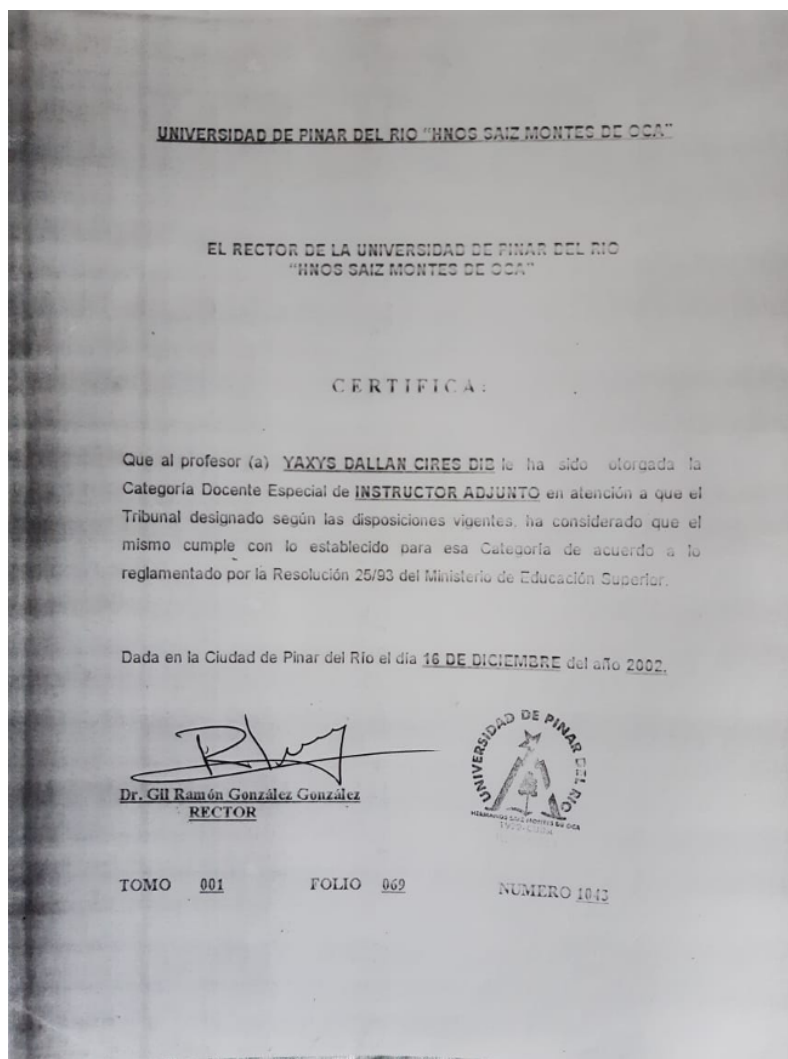 UNIVERSIDAD DE PINAR DEL RIO "HNOS SAIZ MONTES DE OCA"
EL RECTOR DE LA UNIVERSIDAD DE PINAR DEL RIO
"HNOS SAIZ MONTES DE OCA"
CERTIFICA:
Que al profesor (a) YAXYS DALLAN CIRES DIB le ha sido otorgada la
Categoría Docente Especial de INSTRUCTOR ADJUNTO en atención a que el
Tribunal designado según las disposiciones vigentes, ha considerado que el
mismo cumple con lo establecido para esa Categoría de acuerdo a lo
reglamentado por la Resolución 25/93 del Ministerio de Educación Superior.
Dada en la Ciudad de Pinar del Río el día 16 DE DICIEMBRE del año 2002.
UNIVERSIDAD DE PINAR DEL RIO
HERMANOS SAIZ MONTES DE OCA
Dr. Gil Ramón González González
RECTOR
TOMO 001 FOLIO 069 NUMERO 1043